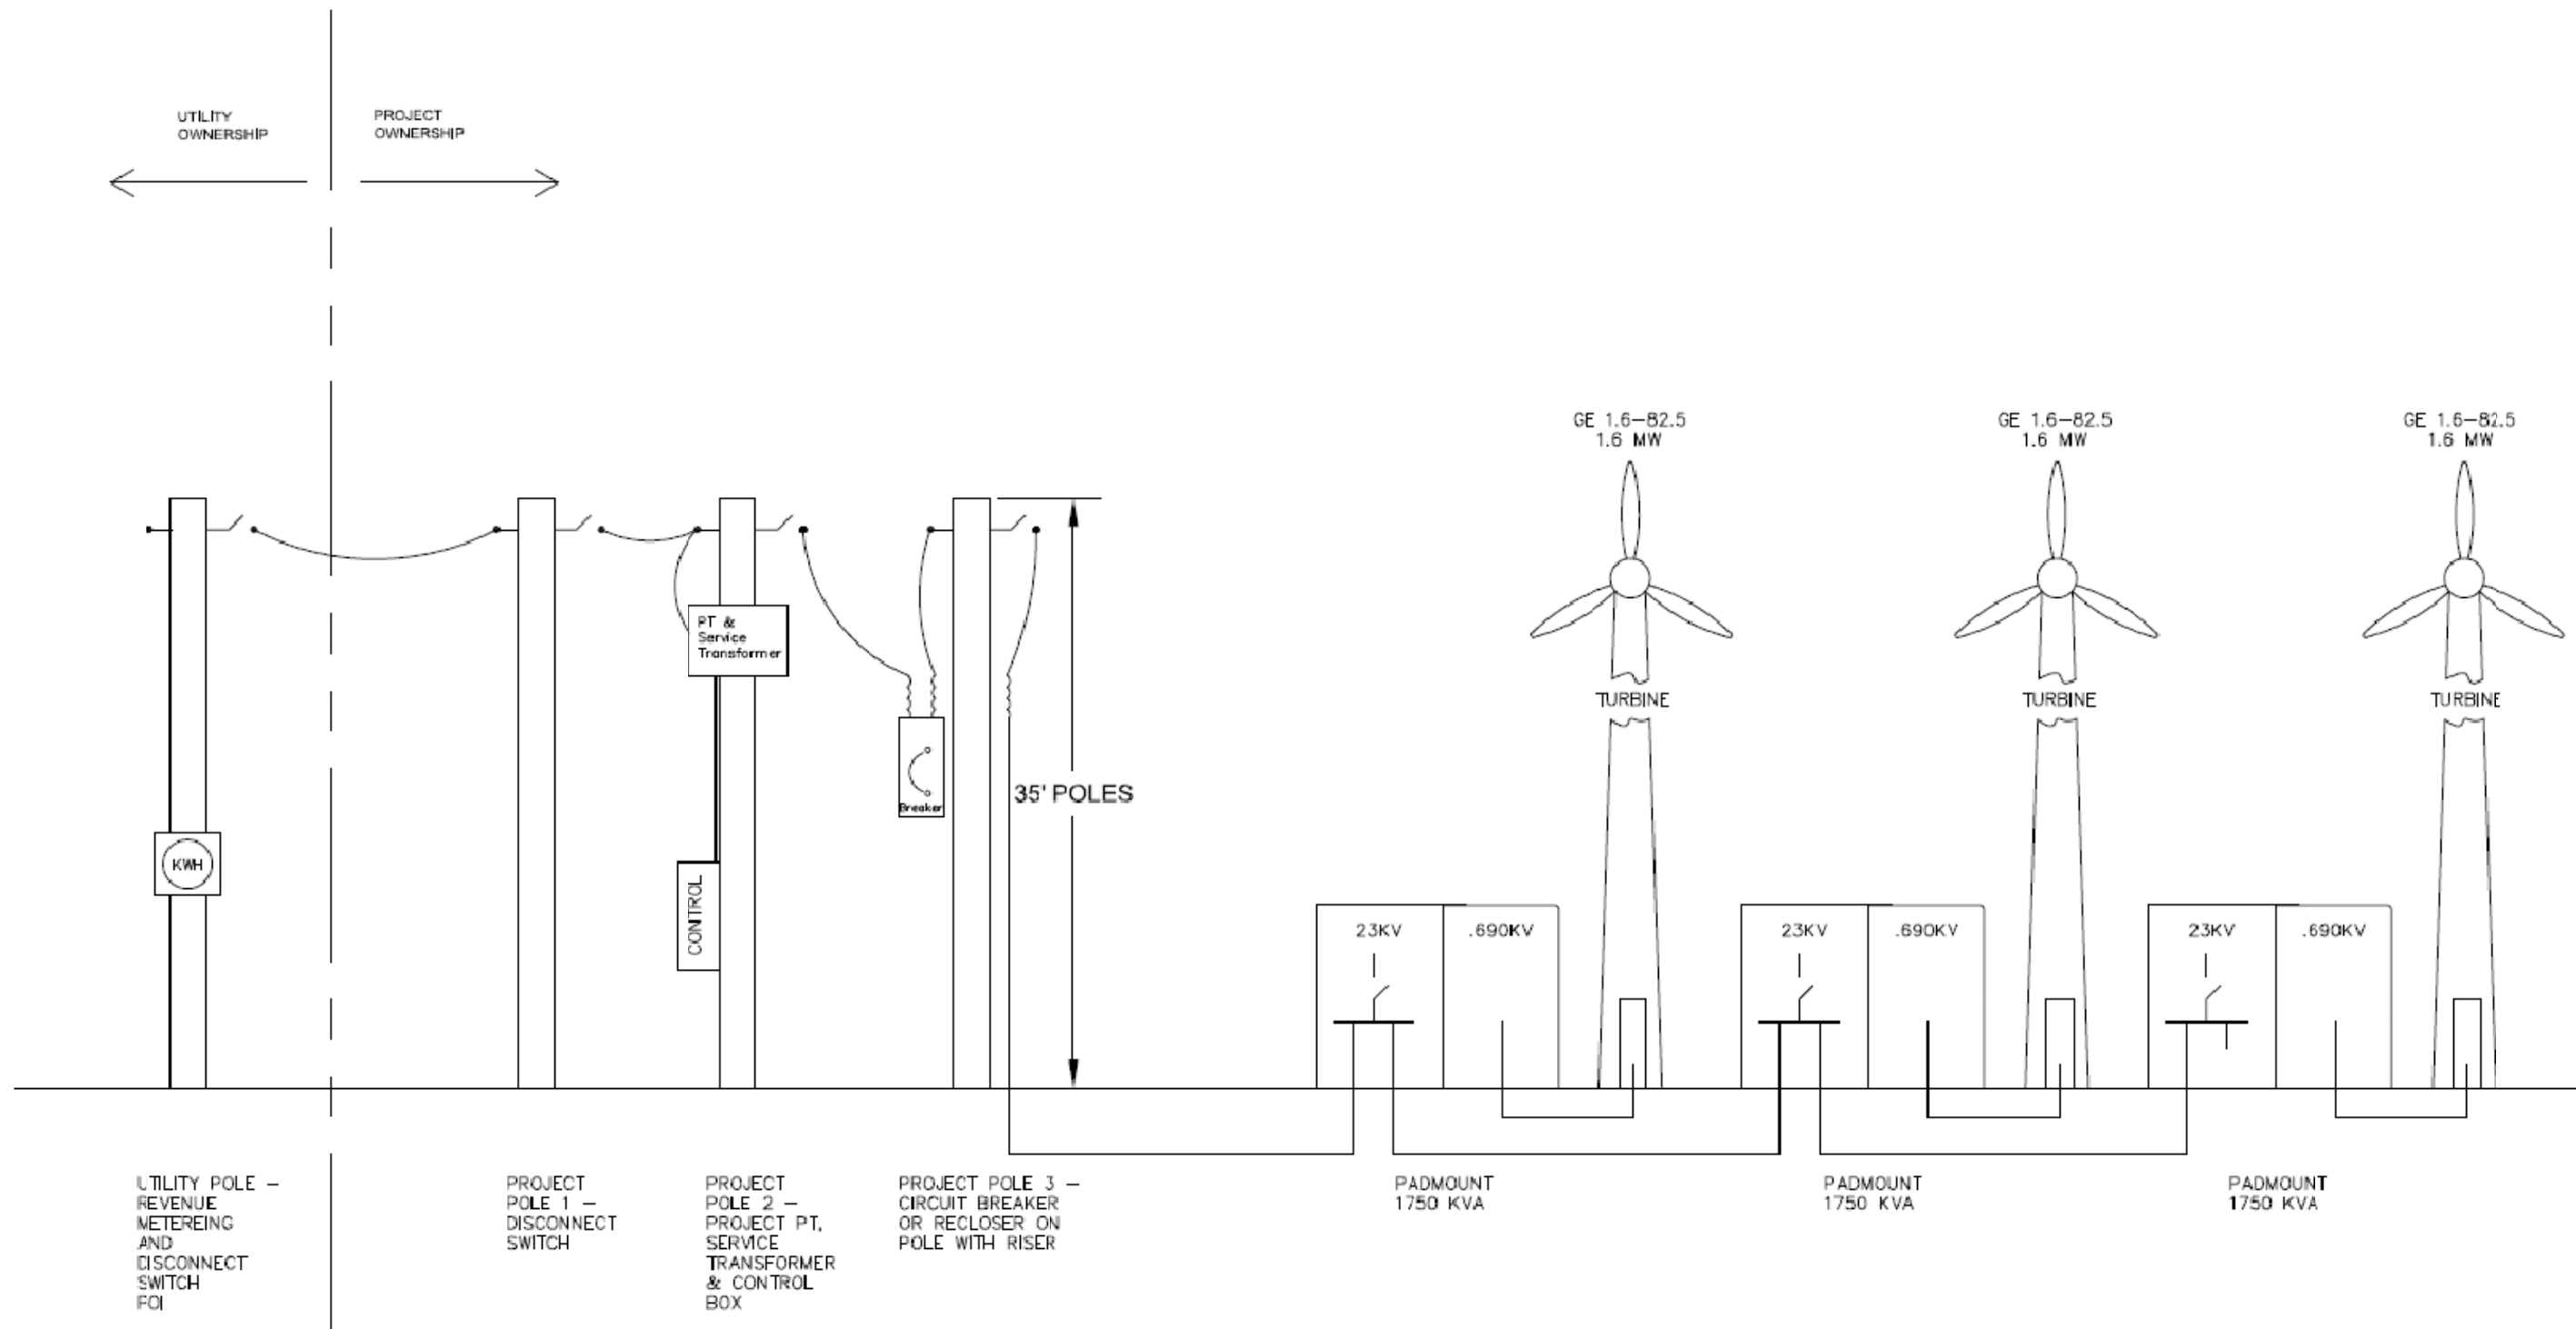 UTILITY
OWNERSHIP
PROJECT
OWNERSHIP
GE 1.6-82.5
1.6 MW
GE 1.6-82.5
1.6 MW
GE 1.6-82.5
1.6 MW
PT &
Service
Transformer
TURBINE
TURBINE
TURBINE
Breaker
35' POLES
KWH
CONTROL
23KV
.690KV
23KV
.690KV
23KV
.690KV
UTILITY POLE –
REVENUE
METEREING
AND
DISCONNECT
SWITCH
POI
PROJECT
POLE 1 –
DISCONNECT
SWITCH
PROJECT
POLE 2 –
PROJECT PT,
SERVICE
TRANSFORMER
& CONTROL
BOX
PROJECT POLE 3 –
CIRCUIT BREAKER
OR RECLOSER ON
POLE WITH RISER
PADMOUNT
1750 KVA
PADMOUNT
1750 KVA
PADMOUNT
1750 KVA